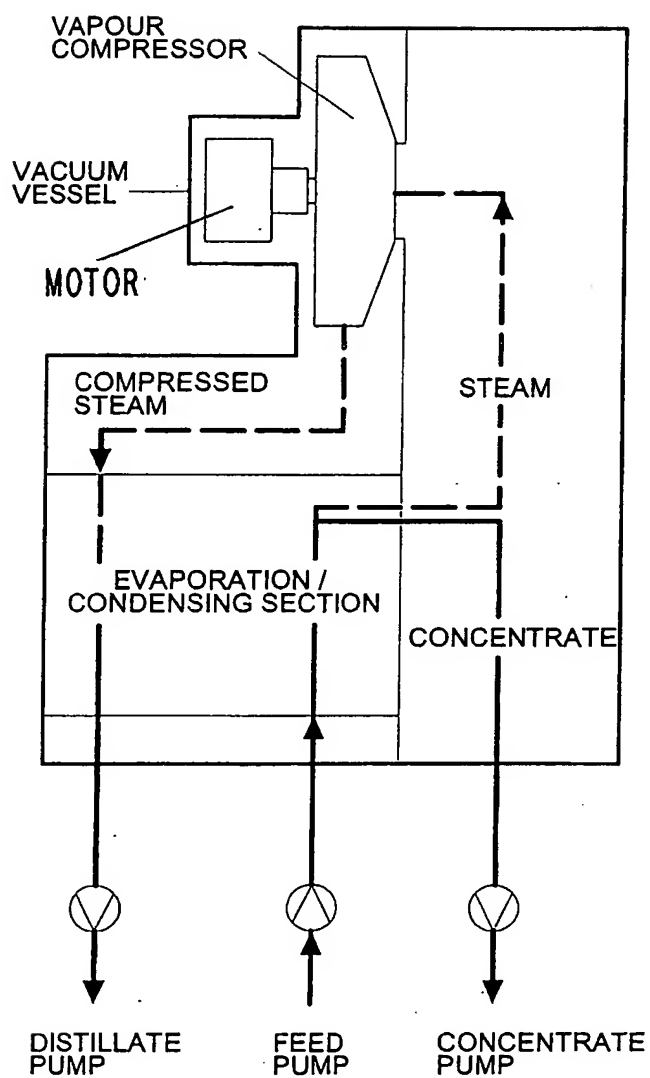 VAPOUR
COMPRESSOR
VACUUM
VESSEL
MOTOR
COMPRESSED
STEAM
STEAM
EVAPORATION /
CONDENSING SECTION
CONCENTRATE
DISTILLATE
PUMP
FEED
PUMP
CONCENTRATE
PUMP